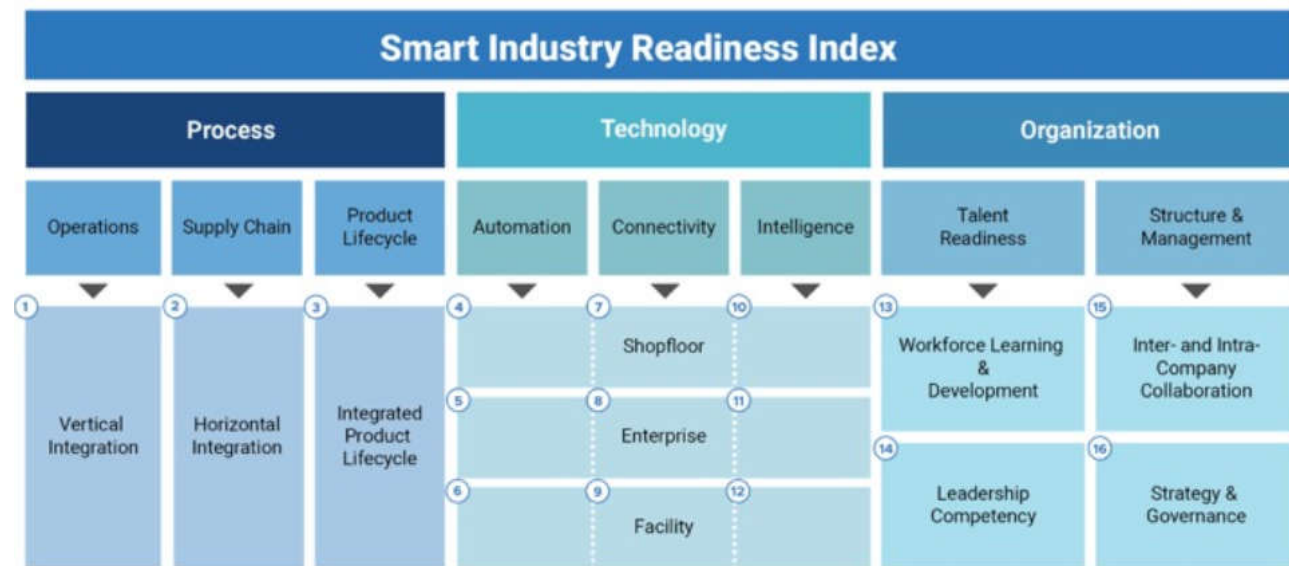 Smart Industry Readiness Index
Process
Technology
Organization
Operations
Supply Chain
Product
Lifecycle
Automation
Connectivity
Intelligence
Talent
Readiness
Structure &
Management
1
Vertical
Integration
2
Horizontal
Integration
3
Integrated
Product
Lifecycle
4
7
10
Shopfloor
5
8
11
Enterprise
6
9
12
Facility
13
Workforce Learning
&
Development
15
Inter- and Intra-
Company
Collaboration
14
Leadership
Competency
16
Strategy &
Governance